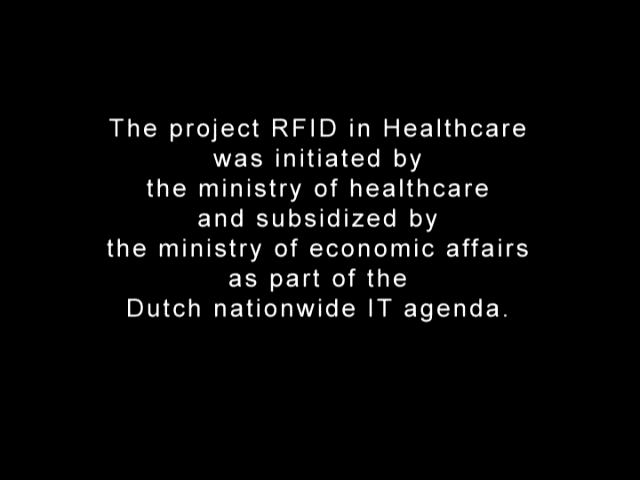 The project RFID in Healthcare
was initiated by
the ministry of healthcare
and subsidized by
the ministry of economic affairs
as part of the
Dutch nationwide IT agenda.